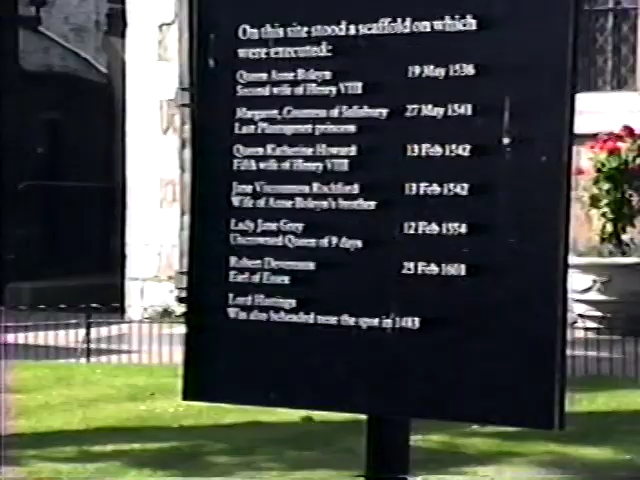 On this site stood a scaffold on which
were executed:
Queen Anne Boleyn 19 May 1536
Second wife of Henry VIII
Margaret, Countess of Salisbury 27 May 1541
Last Plantagenet princess
Queen Katherine Howard 13 Feb 1542
Fifth wife of Henry VIII
Jane Viscountess Rochford 13 Feb 1542
Wife of Anne Boleyn's brother
Lady Jane Grey 12 Feb 1554
Uncrowned Queen of 9 days
Robert Devereux 25 Feb 1601
Earl of Essex
Lord Hastings
Was also beheaded near the spot in 1483